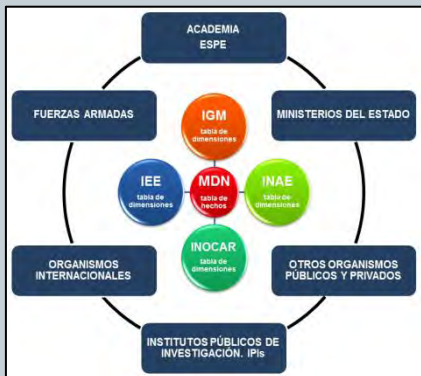 ACADEMIA
ESPE
FUERZAS ARMADAS
MINISTERIOS DEL ESTADO
IGM
tabla de
dimensiones
IEE
tabla de
dimensiones
MDN
tabla de
hechos
INAE
tabla de
dimensiones
INOCAR
tabla de
dimensiones
ORGANISMOS
INTERNACIONALES
OTROS ORGANISMOS
PÚBLICOS Y PRIVADOS
INSTITUTOS PÚBLICOS DE
INVESTIGACIÓN. IPIs